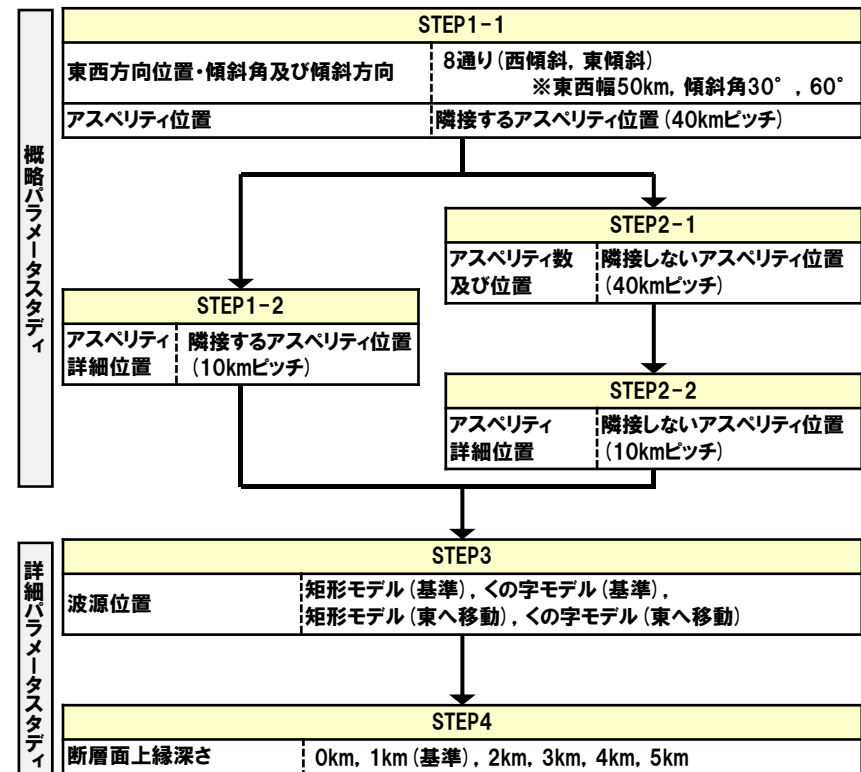 概略パラメータスタディ
STEP1-1
東西方向位置・傾斜角及び傾斜方向
8通り(西傾斜,東傾斜)
※東西幅50km,傾斜角30°,60°
アスペリティ位置
隣接するアスペリティ位置(40kmピッチ)
STEP2-1
アスペリティ数
及び位置
隣接しないアスペリティ位置
(40kmピッチ)
STEP1-2
アスペリティ
詳細位置
隣接するアスペリティ位置
(10kmピッチ)
STEP2-2
アスペリティ
詳細位置
隣接しないアスペリティ位置
(10kmピッチ)
詳細パラメータスタディ
STEP3
波源位置
矩形モデル(基準),くの字モデル(基準),
矩形モデル(東へ移動),くの字モデル(東へ移動)
STEP4
断層面上縁深さ
0km,1km(基準),2km,3km,4km,5km